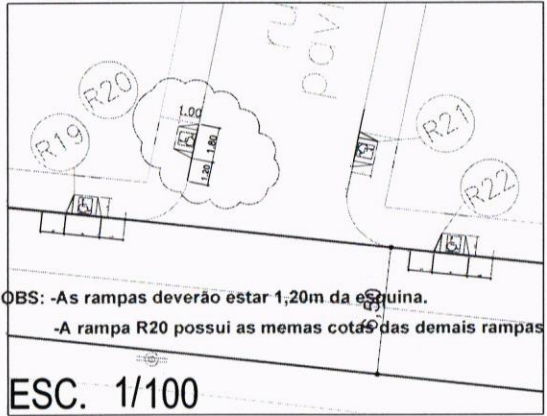 ru
pavi
R20
R19
R21
R22
1.00
1.80
1.20
OBS: -As rampas deverão estar 1,20m da esquina.
-A rampa R20 possui as memas cotas das demais rampas
ESC. 1/100